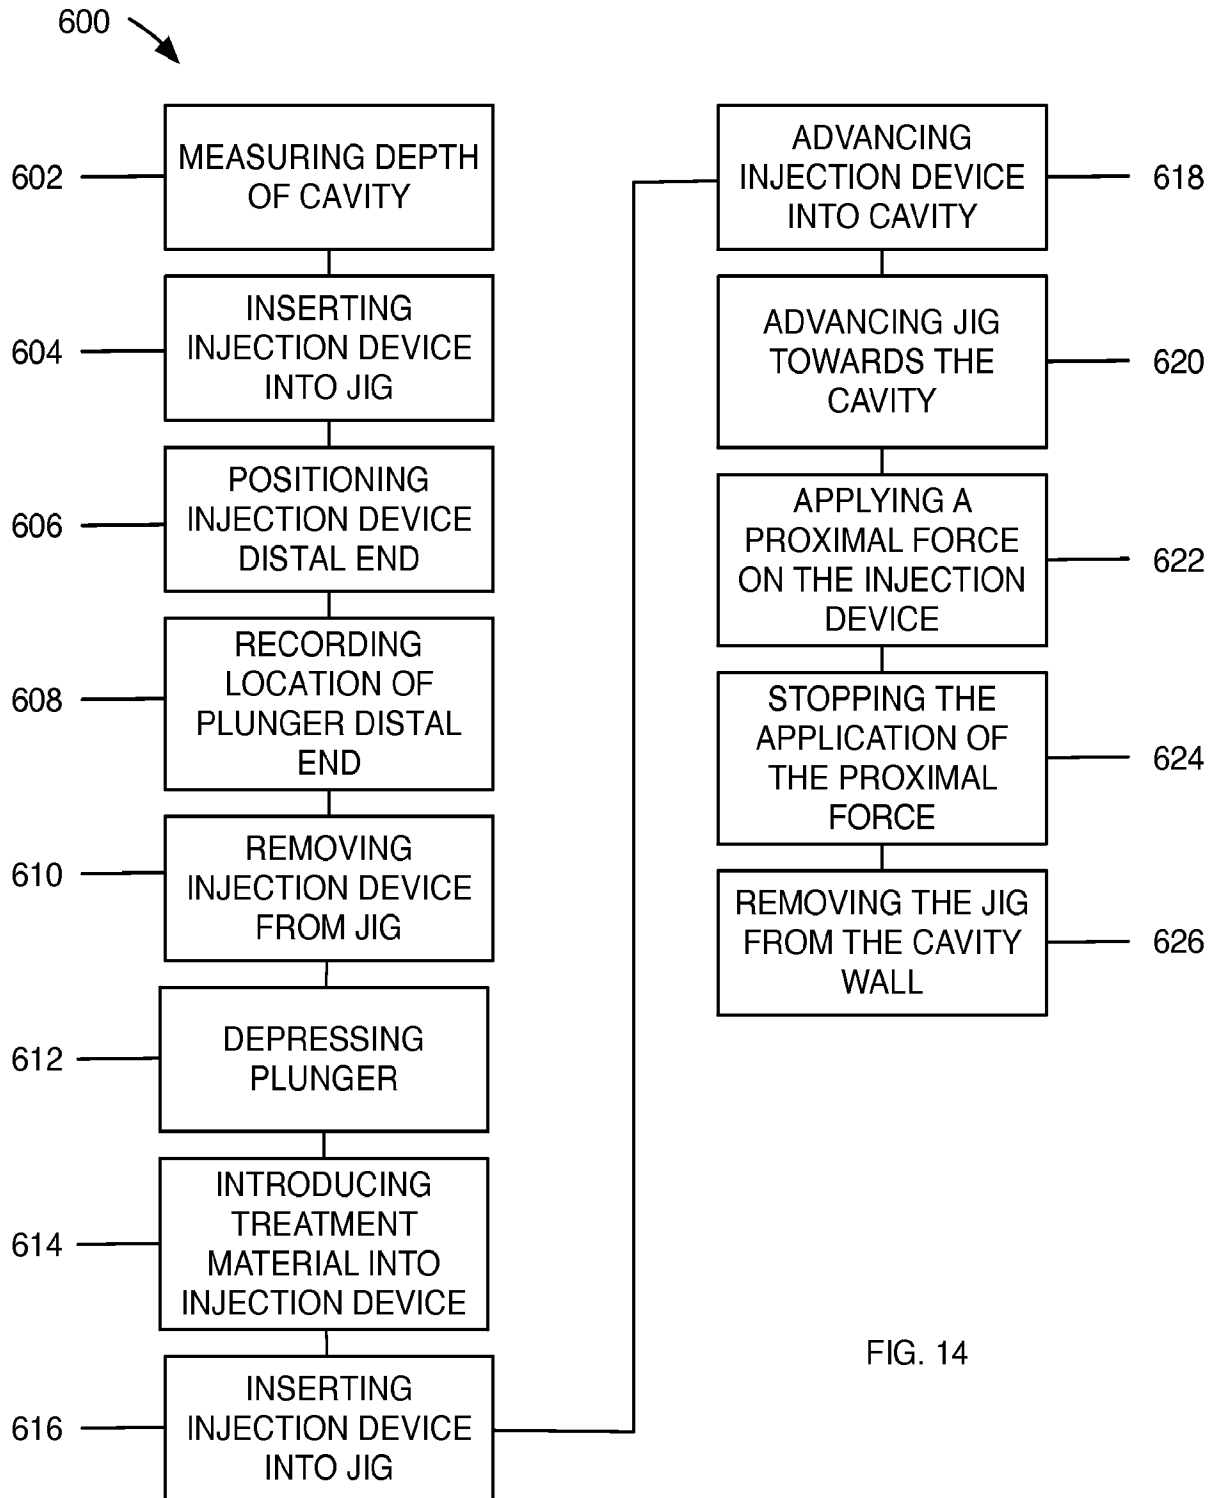 600
602
MEASURING DEPTH
OF CAVITY
604
INSERTING
INJECTION DEVICE
INTO JIG
606
POSITIONING
INJECTION DEVICE
DISTAL END
608
RECORDING
LOCATION OF
PLUNGER DISTAL
END
610
REMOVING
INJECTION DEVICE
FROM JIG
612
DEPRESSING
PLUNGER
614
INTRODUCING
TREATMENT
MATERIAL INTO
INJECTION DEVICE
616
INSERTING
INJECTION DEVICE
INTO JIG
ADVANCING
INJECTION DEVICE
INTO CAVITY
618
ADVANCING JIG
TOWARDS THE
CAVITY
620
APPLYING A
PROXIMAL FORCE
ON THE INJECTION
DEVICE
622
STOPPING THE
APPLICATION OF
THE PROXIMAL
FORCE
624
REMOVING THE JIG
FROM THE CAVITY
WALL
626
FIG. 14